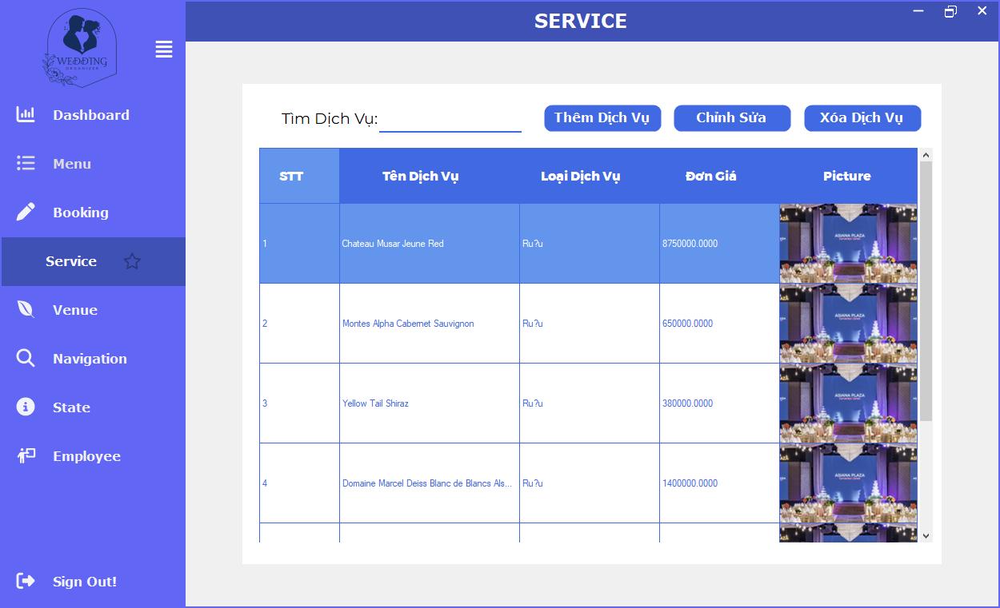 SERVICE
WEDDING
ORGANIZER
Dashboard
Menu
Booking
Service
Venue
Navigation
State
Employee
Sign Out!
Tìm Dịch Vụ:
Thêm Dịch Vụ
Chỉnh Sửa
Xóa Dịch Vụ
STT Tên Dịch Vụ Loại Dịch Vụ Đơn Giá Picture
1 Chateau Musar Jeune Red Ru?u 8750000.0000
ASIANA PLAZA
2 Montes Alpha Cabernet Sauvignon Ru?u 650000.0000
ASIANA PLAZA
3 Yellow Tail Shiraz Ru?u 380000.0000
ASIANA PLAZA
4 Domaine Marcel Deiss Blanc de Blancs Als... Ru?u 1400000.0000
ASIANA PLAZA